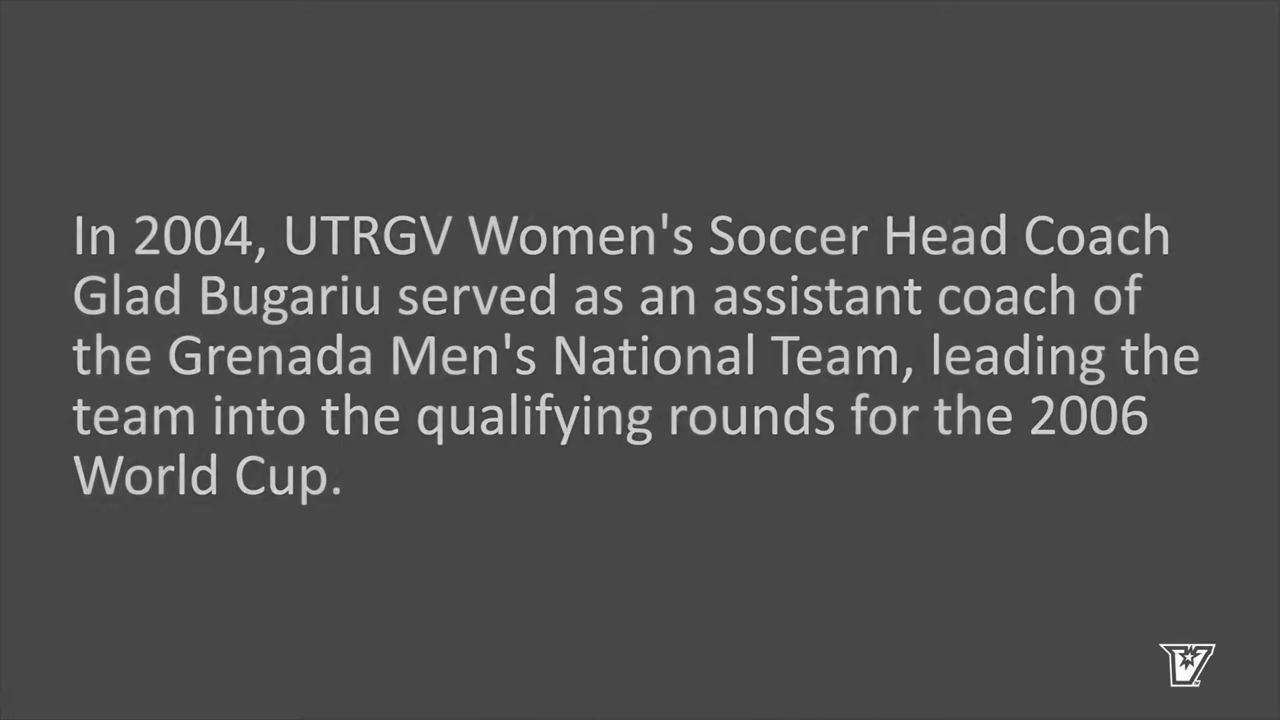 In 2004, UTRGV Women's Soccer Head Coach
Glad Bugariu served as an assistant coach of
the Grenada Men's National Team, leading the
team into the qualifying rounds for the 2006
World Cup.